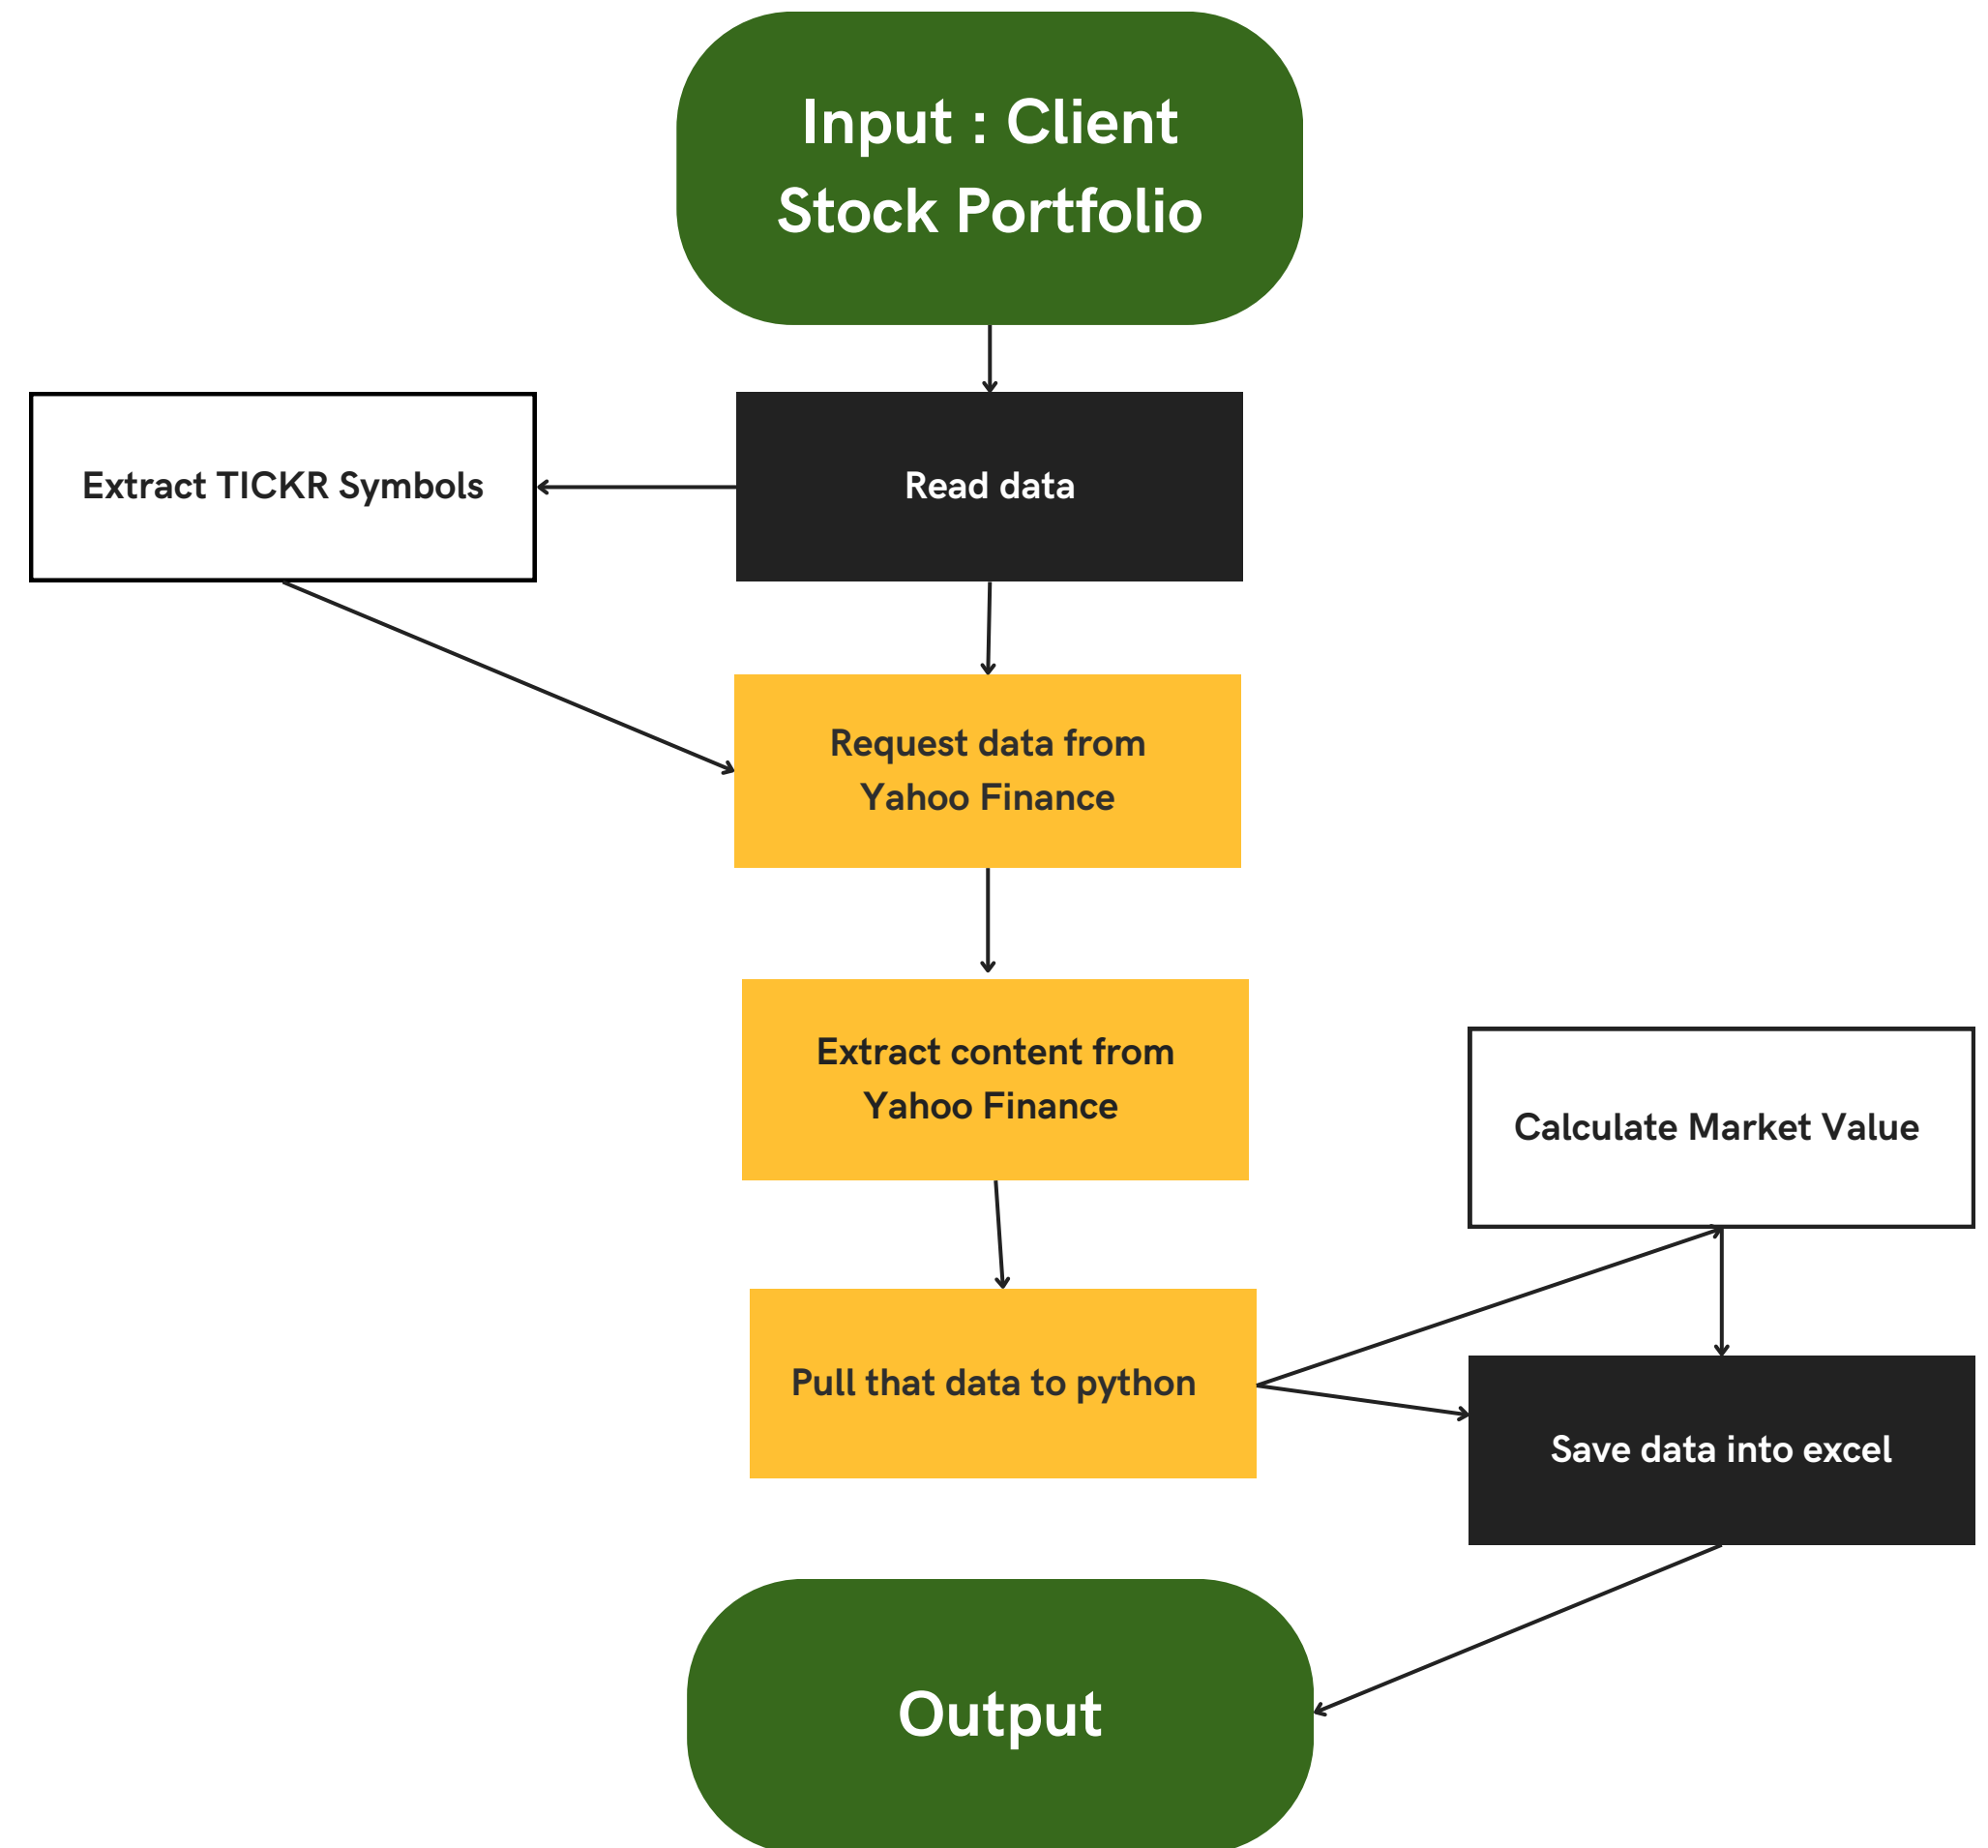 Input : Client
Stock Portfolio
Extract TICKR Symbols
Read data
Request data from
Yahoo Finance
Extract content from
Yahoo Finance
Calculate Market Value
Pull that data to python
Save data into excel
Output